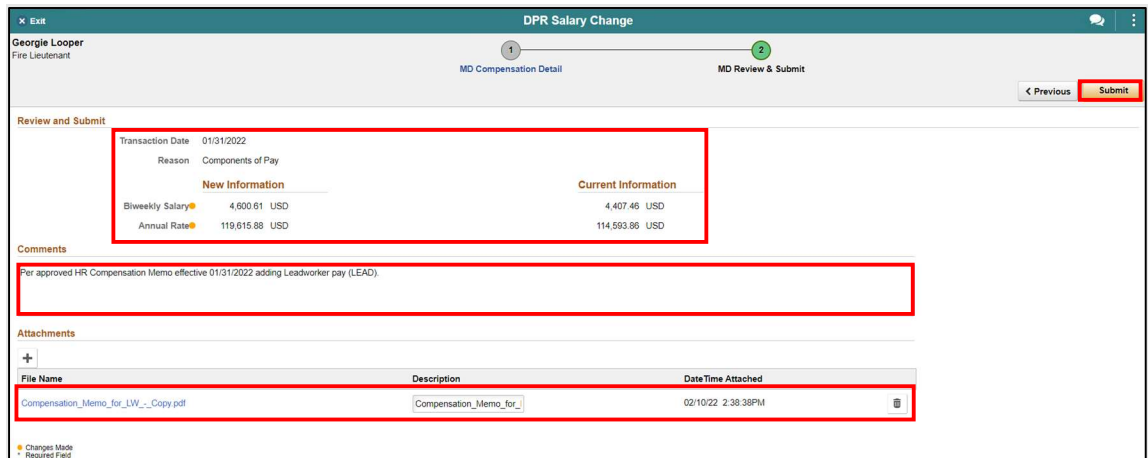 × Exit DPR Salary Change
Georgie Looper
Fire Lieutenant
1 2
MD Compensation Detail MD Review & Submit
< Previous Submit
Review and Submit
Transaction Date 01/31/2022
Reason Components of Pay
New Information Current Information
Biweekly Salary 4,600.61 USD 4,407.46 USD
Annual Rate 119,615.88 USD 114,593.86 USD
Comments
Per approved HR Compensation Memo effective 01/31/2022 adding Leadworker pay (LEAD).
Attachments
+
File Name Description DateTime Attached
Compensation_Memo_for_LW_-_Copy.pdf Compensation_Memo_for_ 02/10/22 2:38:38PM
Changes Made
* Required Field